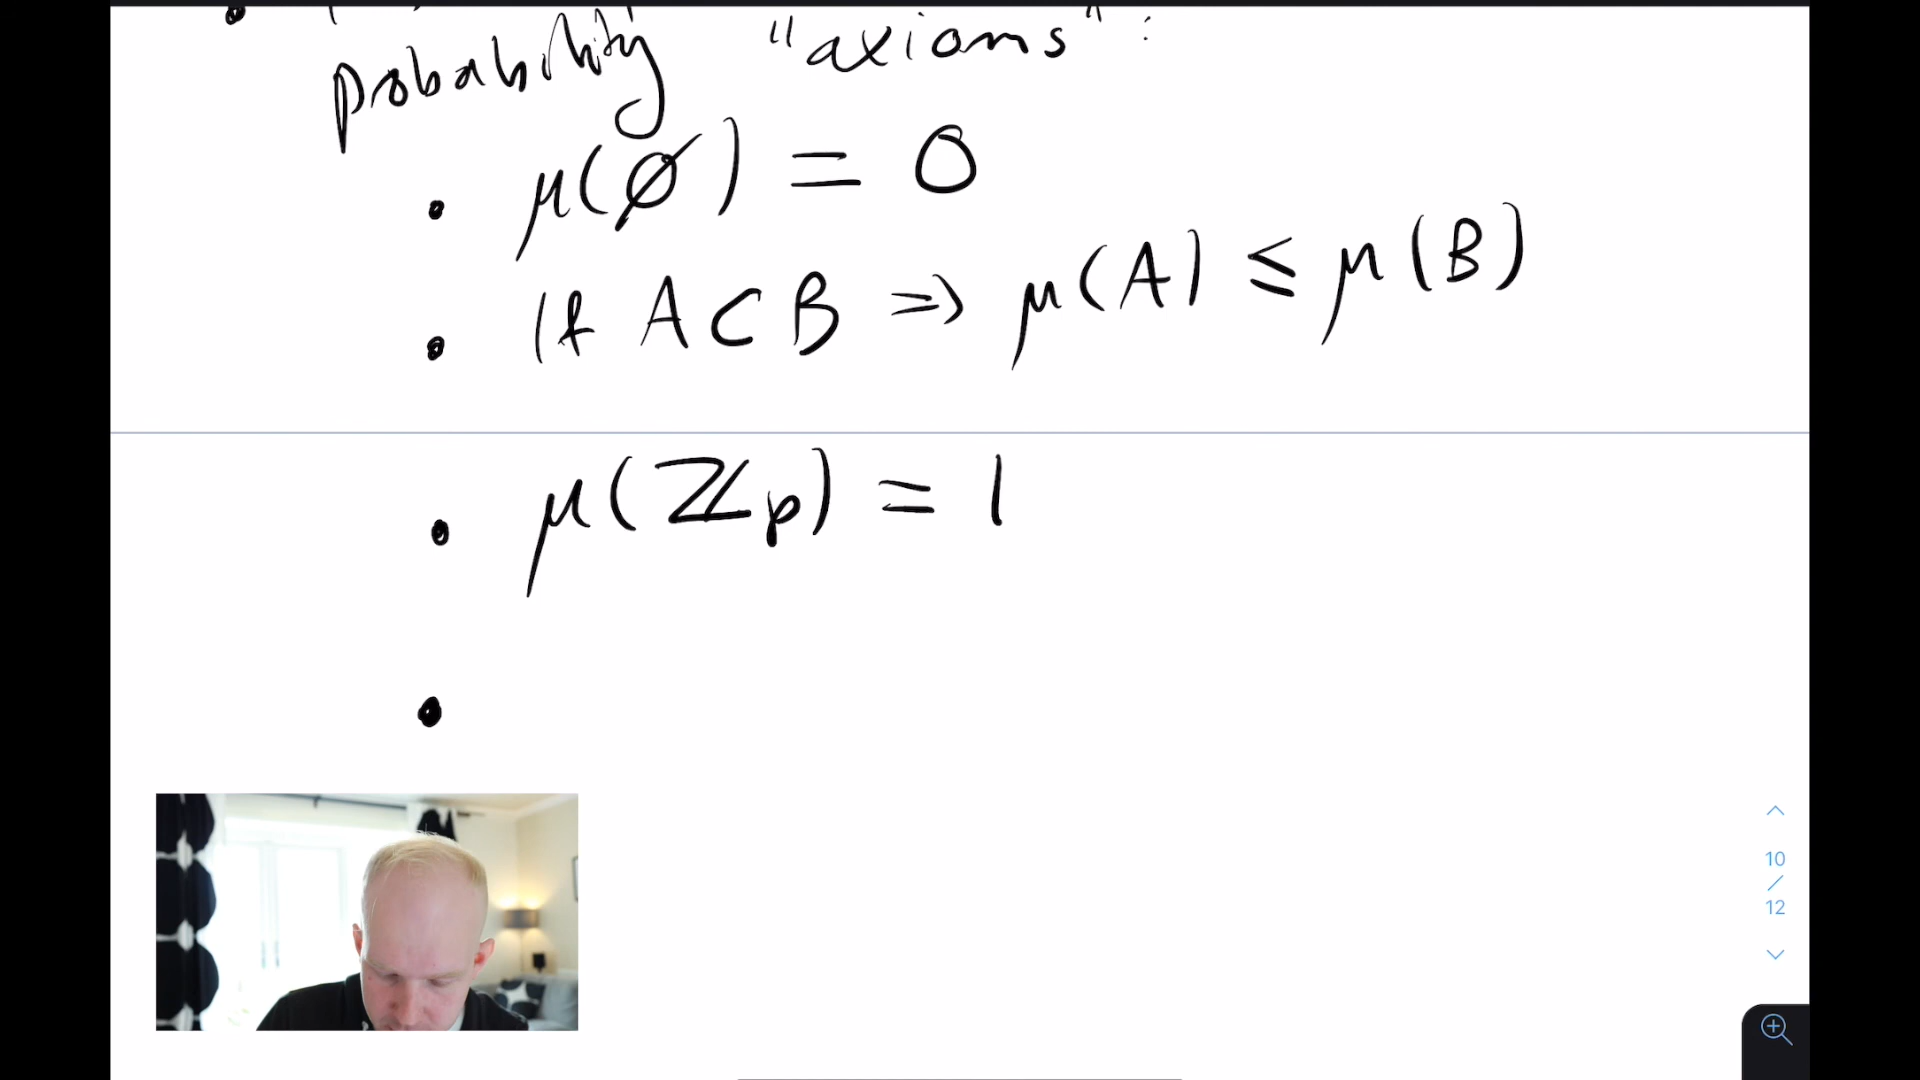 probability "axioms":
• μ(∅) = 0
• If A ⊂ B ⇒ μ(A) ≤ μ(B)
• μ(ℤp) = 1
•
10
/
12